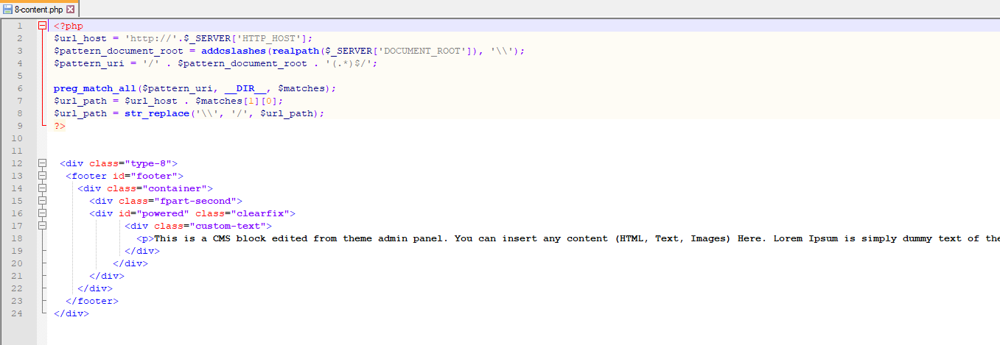 8-content.php
1 <?php
2 $url_host = 'http://'.$_SERVER['HTTP_HOST'];
3 $pattern_document_root = addcslashes(realpath($_SERVER['DOCUMENT_ROOT']), '\\');
4 $pattern_uri = '/' . $pattern_document_root . '(.*)$/';
5
6 preg_match_all($pattern_uri, __DIR__, $matches);
7 $url_path = $url_host . $matches[1][0];
8 $url_path = str_replace('\\', '/', $url_path);
9 ?>
10
11
12 <div class="type-8">
13 <footer id="footer">
14 <div class="container">
15 <div class="fpart-second">
16 <div id="powered" class="clearfix">
17 <div class="custom-text">
18 <p>This is a CMS block edited from theme admin panel. You can insert any content (HTML, Text, Images) Here. Lorem Ipsum is simply dummy text of the
19 </div>
20 </div>
21 </div>
22 </div>
23 </footer>
24 </div>